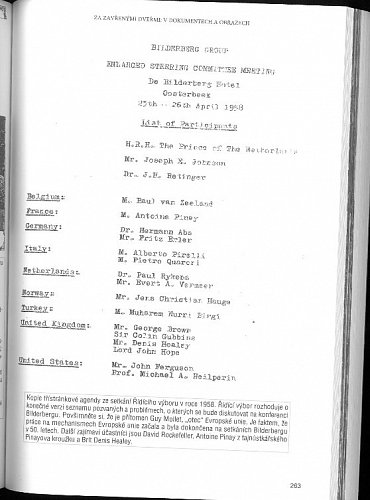 ZA ZAVŘENÝMI DVEŘMI: V DOKUMENTECH A OBRAZECH
BILDERBERG GROUP
ENLARGED STEERING COMMITTEE MEETING
De Bilderberg Hotel
Oosterbeek
25th - 26th April 1958
List of Participants
H.R.H. The Prince of The Netherlands
Mr. Joseph E. Johnson
Dr. J.H. Retinger
Belgium: M. Paul van Zeeland
France: M. Antoine Pinay
Germany: Dr. Hermann Abs
Mr. Fritz Erler
Italy: M. Alberto Pirelli
M. Pietro Quaroni
Netherlands: Dr. Paul Rykens
Mr. Evert A. Vermeer
Norway: Mr. Jens Christian Hauge
Turkey: M. Muharem Nurri Birgi
United Kingdom: Mr. George Brown
Sir Colin Gubbins
Mr. Denis Healey
Lord John Hope
United States: Mr. John Ferguson
Prof. Michael A. Heilperin
Kopie třístránkové agendy ze setkání Řídícího výboru v roce 1958. Řídící výbor rozhoduje o
konečné verzi seznamu pozvaných a problémech, o kterých se bude diskutovat na konferenci
Bilderbergu. Povšimněte si, že je přítomen Guy Mollet, „otec" Evropské unie. Je faktem, že
práce na mechanismech Evropské unie začala a byla dokončena na setkáních Bilderbergu
v 50. letech. Další zajímaví účastníci jsou David Rockefeller, Antoine Pinay z tajnůstkářského
Pinayova kroužku a Brit Denis Healey.
263